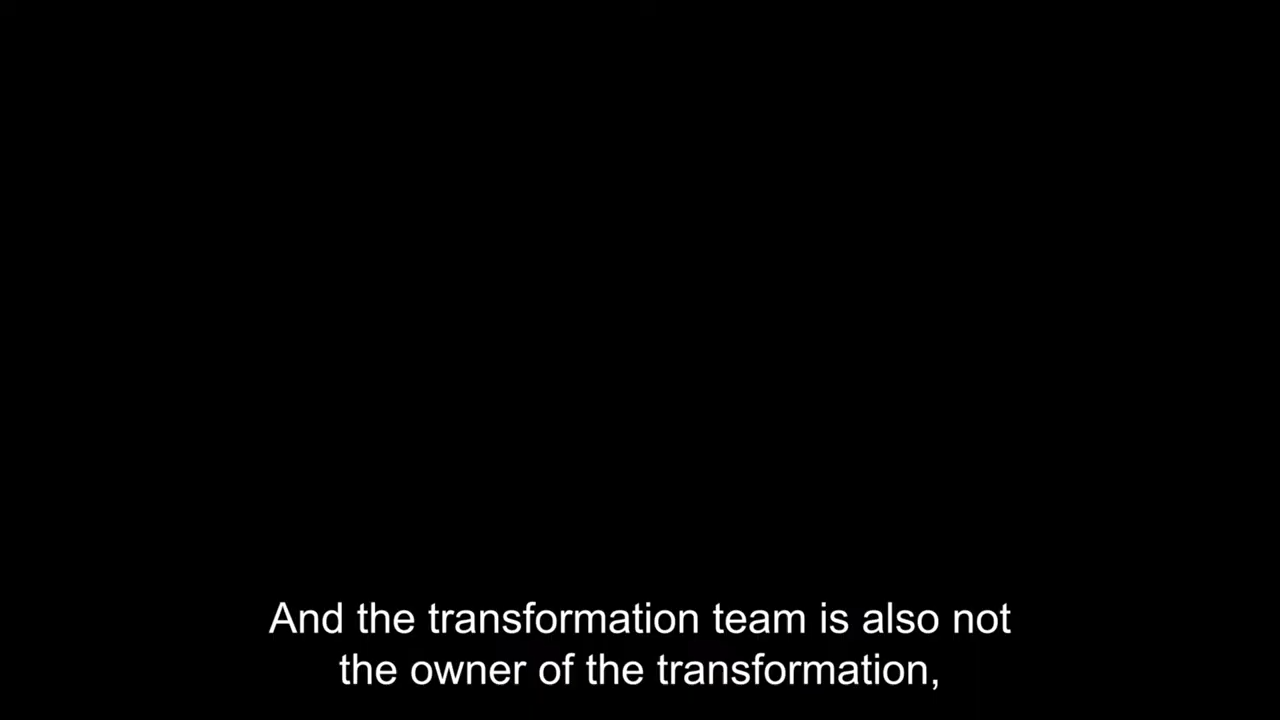 And the transformation team is also not
the owner of the transformation,